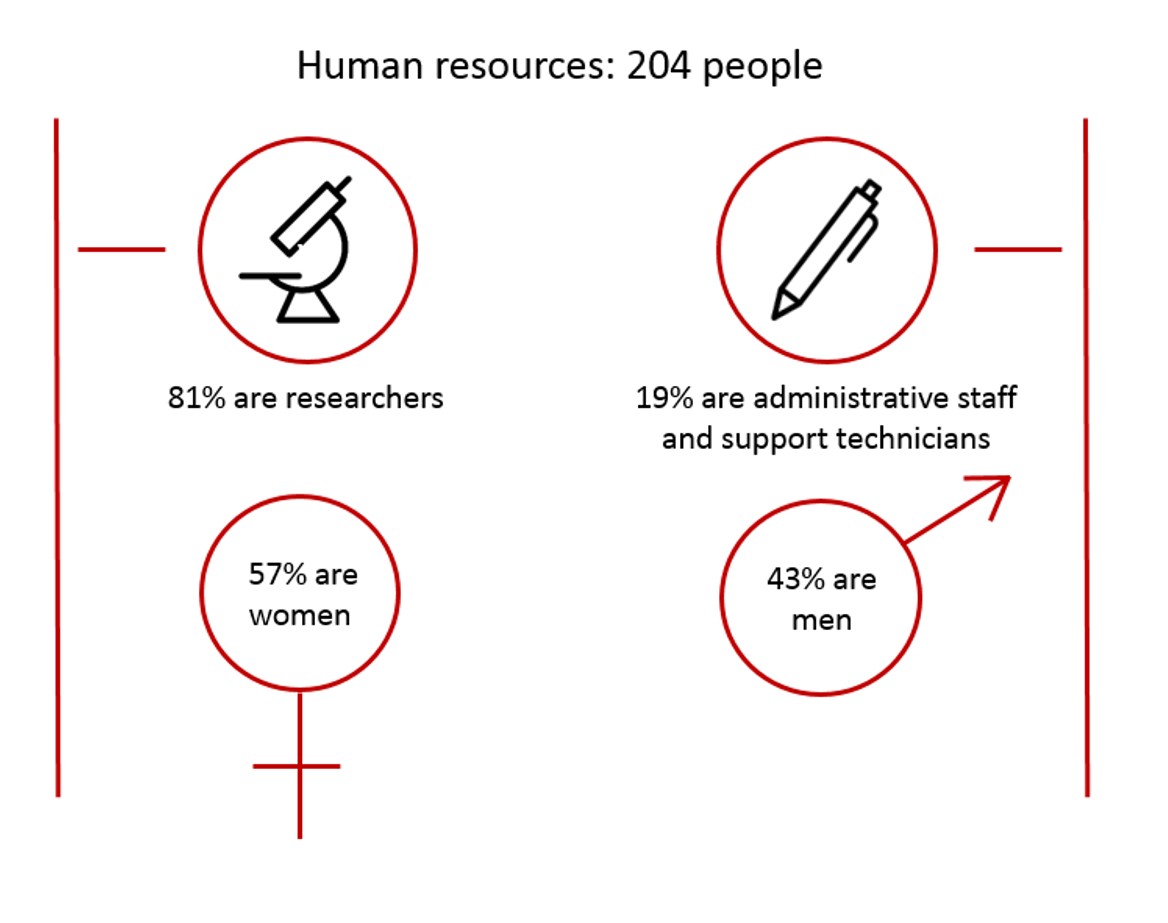 Human resources: 204 people
81% are researchers
19% are administrative staff
and support technicians
57% are
women
43% are
men